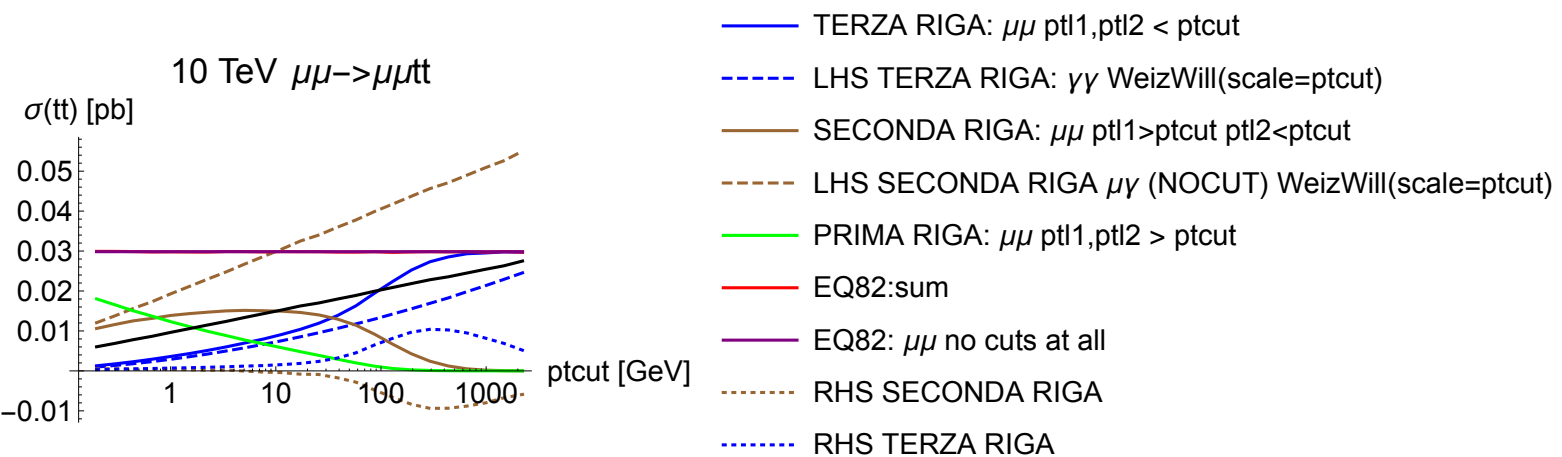 10 TeV μμ−>μμtt
σ(tt) [pb]
0.05
0.04
0.03
0.02
0.01
−0.01
1
10
100
1000
ptcut [GeV]
TERZA RIGA: μμ ptl1,ptl2 < ptcut
LHS TERZA RIGA: γγ WeizWill(scale=ptcut)
SECONDA RIGA: μμ ptl1>ptcut ptl2<ptcut
LHS SECONDA RIGA μγ (NOCUT) WeizWill(scale=ptcut)
PRIMA RIGA: μμ ptl1,ptl2 > ptcut
EQ82:sum
EQ82: μμ no cuts at all
RHS SECONDA RIGA
RHS TERZA RIGA